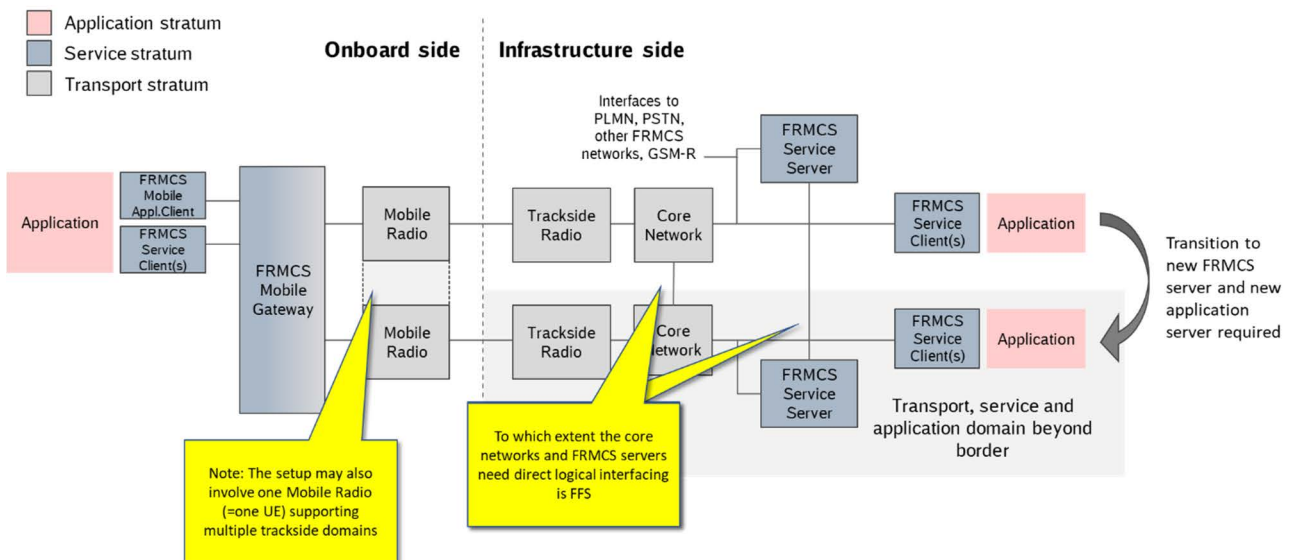 Application stratum
Service stratum
Transport stratum
Onboard side
Infrastructure side
Interfaces to
PLMN, PSTN,
other FRMCS
networks, GSM-R
FRMCS
Service
Server
Application
FRMCS
Mobile
Appl.Client
FRMCS
Service
Client(s)
FRMCS
Mobile
Gateway
Mobile
Radio
Trackside
Radio
Core
Network
FRMCS
Service
Client(s)
Application
Transition to
new FRMCS
server and new
application
server required
Mobile
Radio
Trackside
Radio
Core
FRMCS
Service
Client(s)
Application
FRMCS
Service
Server
Transport, service and
application domain beyond
border
Note: The setup may also
involve one Mobile Radio
(=one UE) supporting
multiple trackside domains
To which extent the core
networks and FRMCS servers
need direct logical interfacing
is FFS